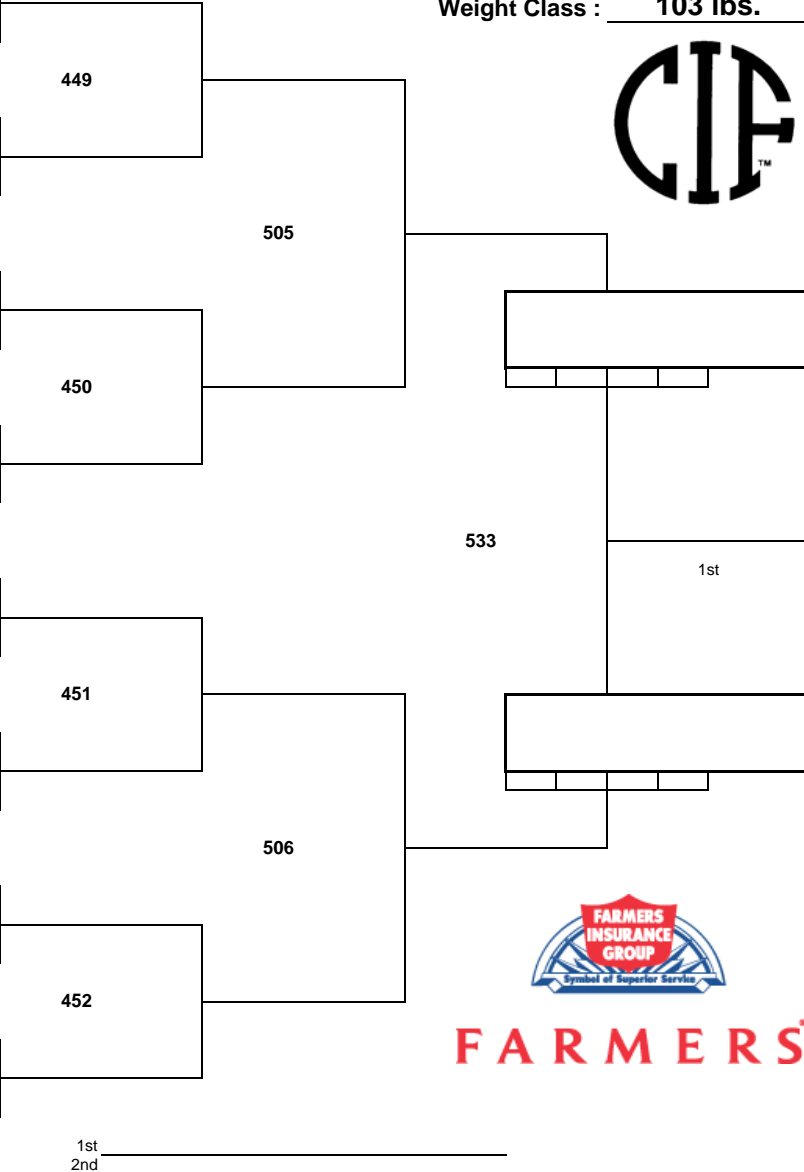 Weight Class : 103 lbs.
449
CIF
™
505
450
533
1st
451
506
FARMERS
INSURANCE
GROUP
Symbol of Superior Service
452
FARMERS
1st
2nd